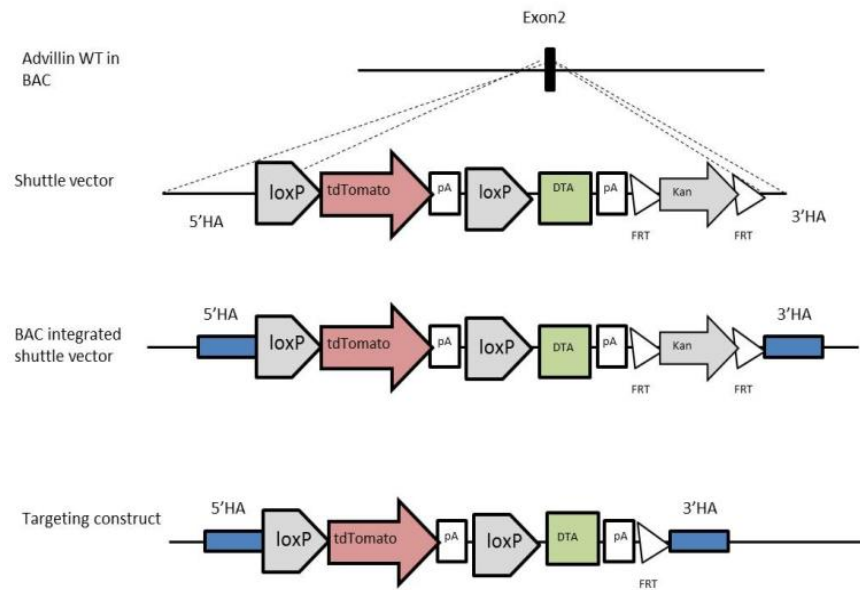 Exon2
Advillin WT in
BAC
Shuttle vector
loxP
tdTomato
pA
loxP
DTA
pA
Kan
5'HA
FRT
FRT
3'HA
BAC integrated
shuttle vector
5'HA
3'HA
loxP
tdTomato
pA
loxP
DTA
pA
Kan
FRT
FRT
Targeting construct
5'HA
3'HA
loxP
tdTomato
pA
loxP
DTA
pA
FRT